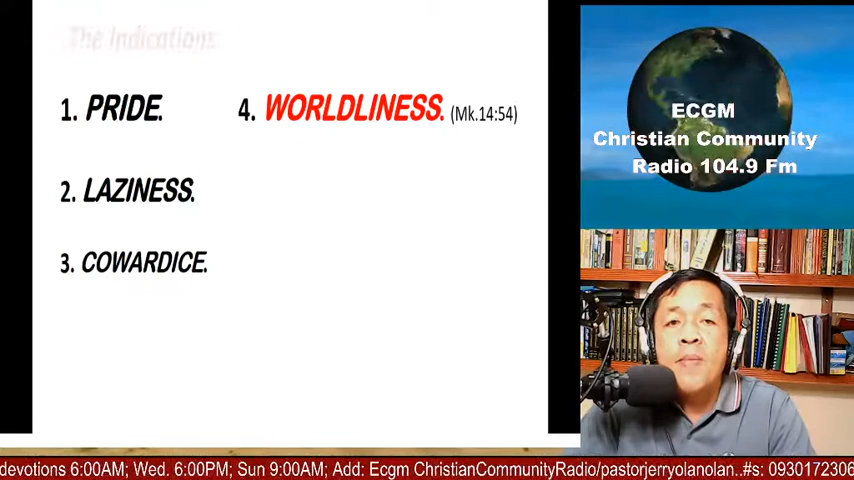 The Indications
1. PRIDE.
4. WORLDLINESS. (Mk.14:54)
2. LAZINESS.
3. COWARDICE.
ECGM
Christian Community
Radio 104.9 Fm
devotions 6:00AM; Wed. 6:00PM; Sun 9:00AM; Add: Ecgm ChristianCommunityRadio/pastorjerryolanolan..#s: 0930172306